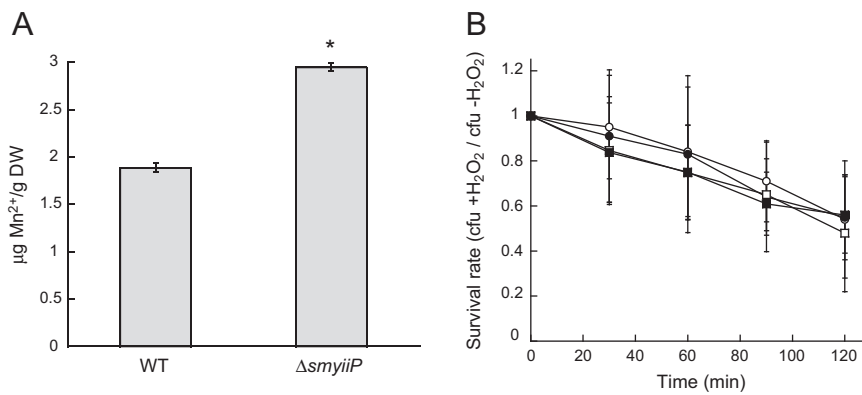 A
µg Mn²⁺/g DW
3
2.5
2
1.5
1
0.5
0
*
WT
ΔsmyiiP
B
Survival rate (cfu +H₂O₂ / cfu -H₂O₂)
1.2
1
0.8
0.6
0.4
0.2
0
0 20 40 60 80 100 120
Time (min)